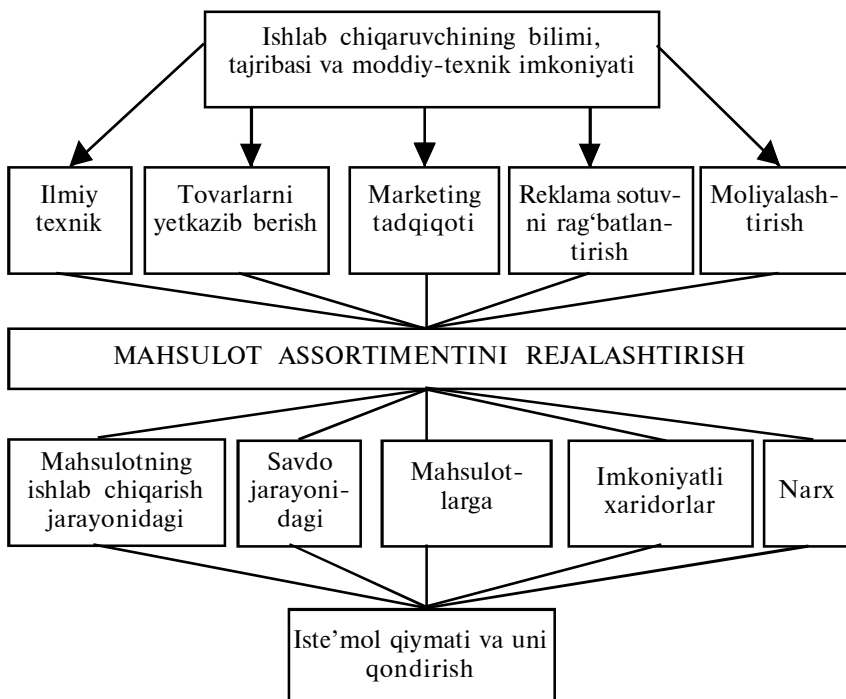 Ishlab chiqaruvchining bilimi,
tajribasi va moddiy-texnik imkoniyati
Ilmiy
texnik
Tovarlarni
yetkazib berish
Marketing
tadqiqoti
Reklama sotuv-
ni rag‘batlan-
tirish
Moliyalash-
tirish
MAHSULOT ASSORTIMENTINI REJALASHTIRISH
Mahsulotning
ishlab chiqarish
jarayonidagi
Savdo
jarayoni-
dagi
Mahsulot-
larga
Imkoniyatli
xaridorlar
Narx
Iste’mol qiymati va uni
qondirish